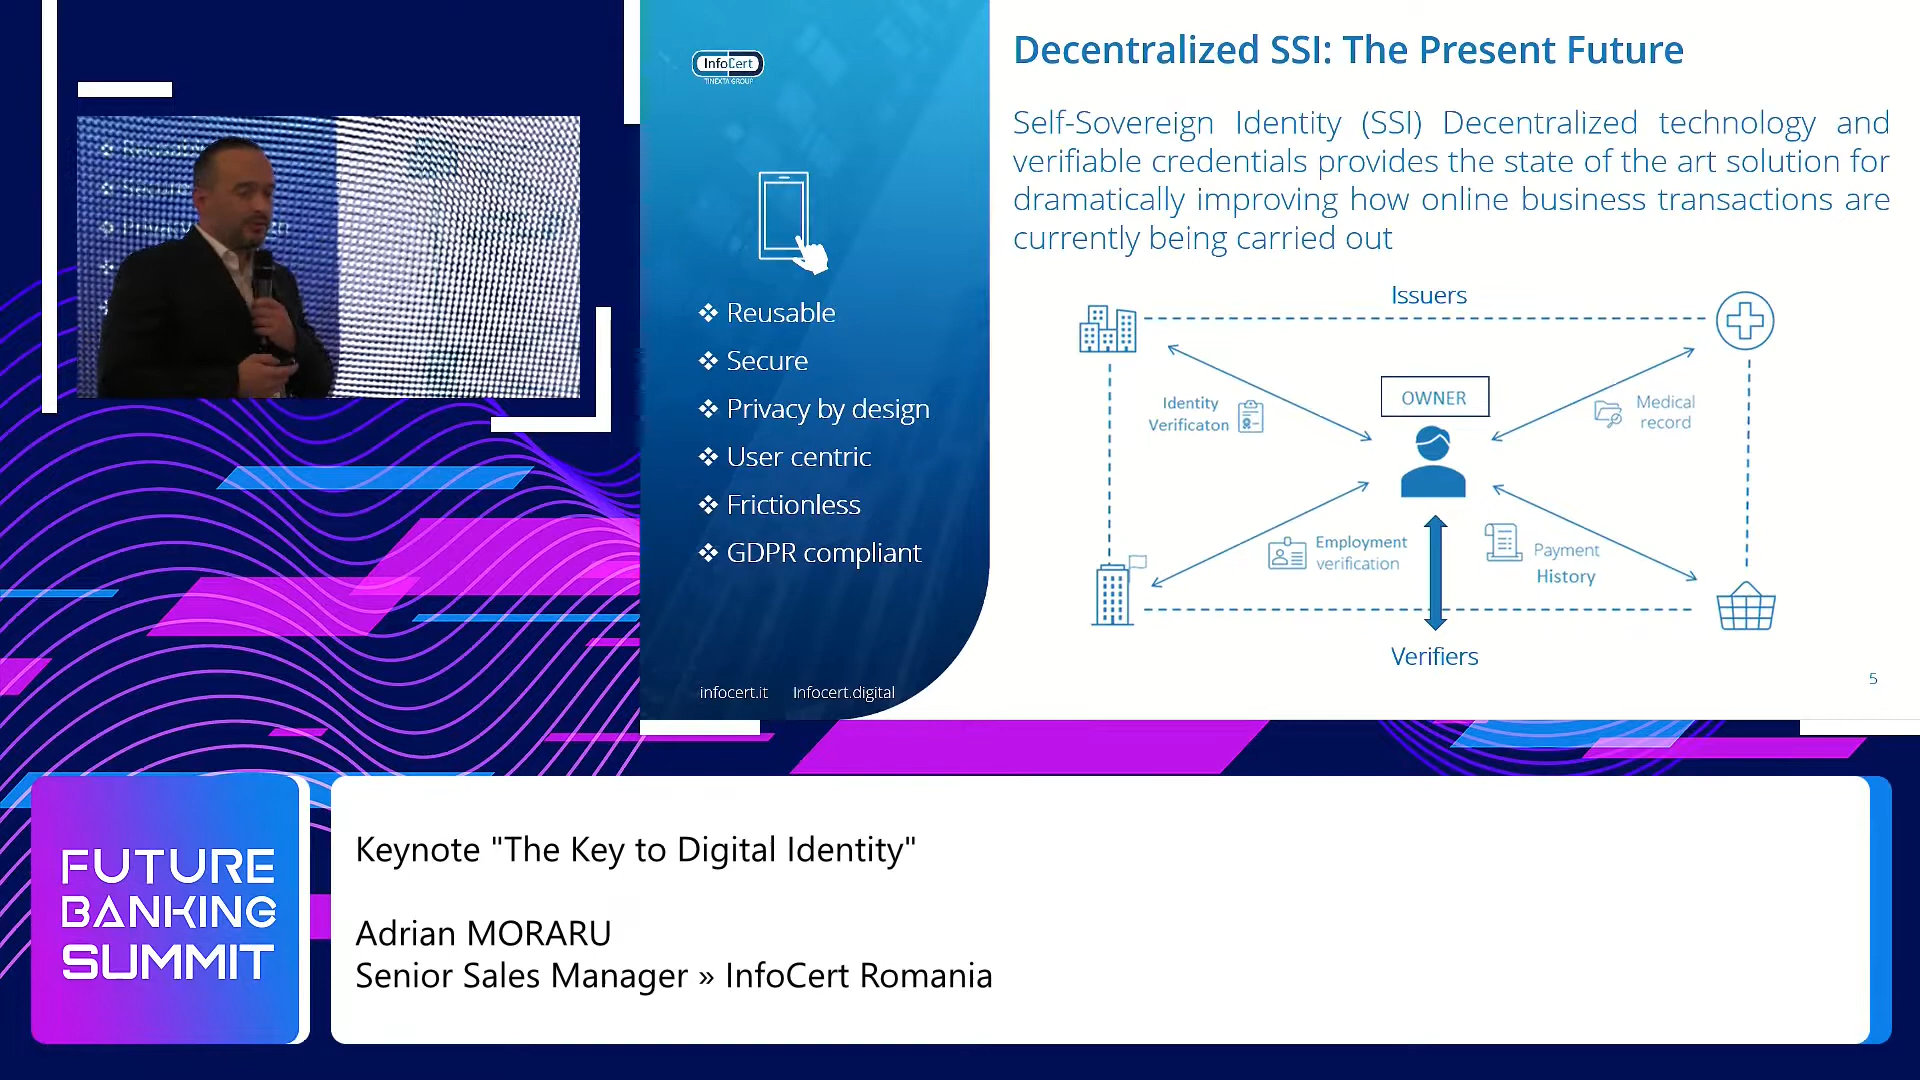 InfoCert
TINEXTA GROUP
Reusable
Secure
Privacy by design
User centric
Frictionless
GDPR compliant
infocert.it Infocert.digital
Decentralized SSI: The Present Future
Self-Sovereign Identity (SSI) Decentralized technology and
verifiable credentials provides the state of the art solution for
dramatically improving how online business transactions are
currently being carried out
Issuers
OWNER
Identity
Verificaton
Medical
record
Employment
verification
Payment
History
Verifiers
5
FUTURE
BANKING
SUMMIT
Keynote "The Key to Digital Identity"
Adrian MORARU
Senior Sales Manager » InfoCert Romania